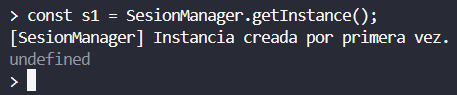 > const s1 = SesionManager.getInstance();
[SesionManager] Instancia creada por primera vez.
undefined
>